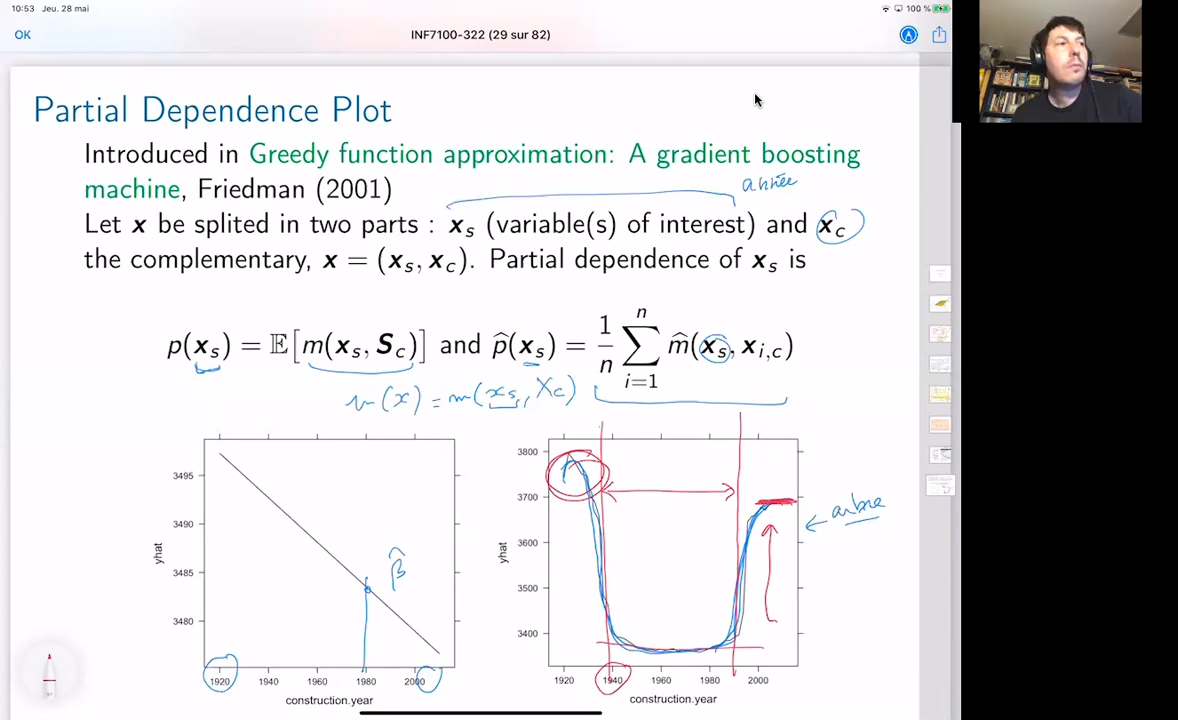 10:53 Jeu. 28 mai
100 %
OK
INF7100-322 (29 sur 82)
Partial Dependence Plot
Introduced in Greedy function approximation: A gradient boosting
machine, Friedman (2001)
année
Let x be splited in two parts : xs (variable(s) of interest) and xc
the complementary, x = (xs, xc). Partial dependence of xs is
p(xs) = 𝔼[m(xs, Sc)] and p̂(xs) = 1/n ∑ n i=1 m̂(xs, xi,c)
m(x) = m(xs, Xc)
3495
3490
3485
3480
yhat
β̂
1920 1940 1960 1980 2000
construction.year
3800
3700
3600
3500
3400
yhat
arbre
1920 1940 1960 1980 2000
construction.year